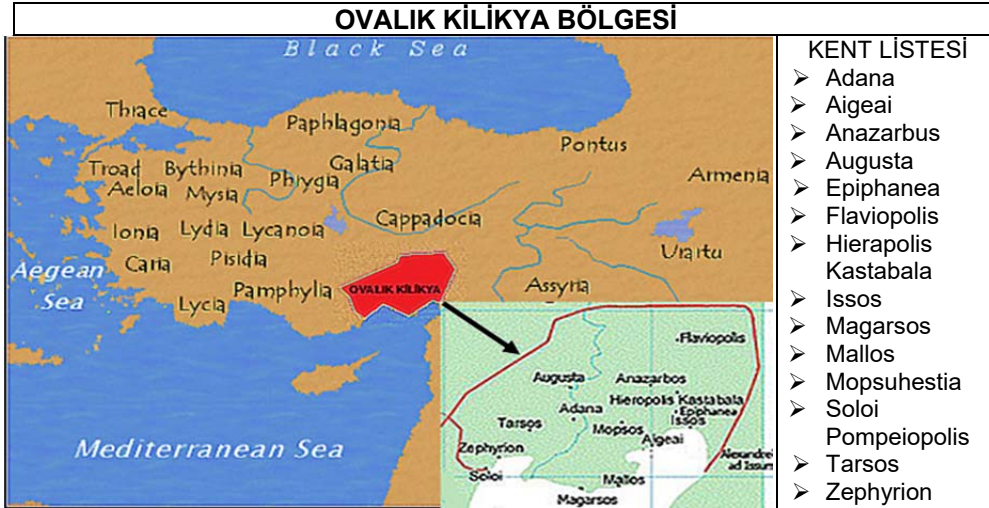 OVALIK KİLİKYA BÖLGESİ
Black Sea
Thrace
Paphlagonia
Pontus
Troad
Bythinia
Galatia
Armenia
Aeloia
Mysia
Phrygia
Cappadocia
Ionia
Lydia
Lycanoia
Urartu
Aegean
Sea
Caria
Pisidia
Assyria
Lycia
Pamphylia
OVALIK KİLİKYA
Mediterranean Sea
Flaviopolis
Augusta
Anazarbos
Hieropolis Kastabala
Adana
Epiphanea
Issos
Tarsos
Mopsos
Aigeai
Zephyrion
Soloi
Mallos
Magarsos
ad Issum
KENT LİSTESİ
➢ Adana
➢ Aigeai
➢ Anazarbus
➢ Augusta
➢ Epiphanea
➢ Flaviopolis
➢ Hierapolis
Kastabala
➢ Issos
➢ Magarsos
➢ Mallos
➢ Mopsuhestia
➢ Soloi
Pompeiopolis
➢ Tarsos
➢ Zephyrion